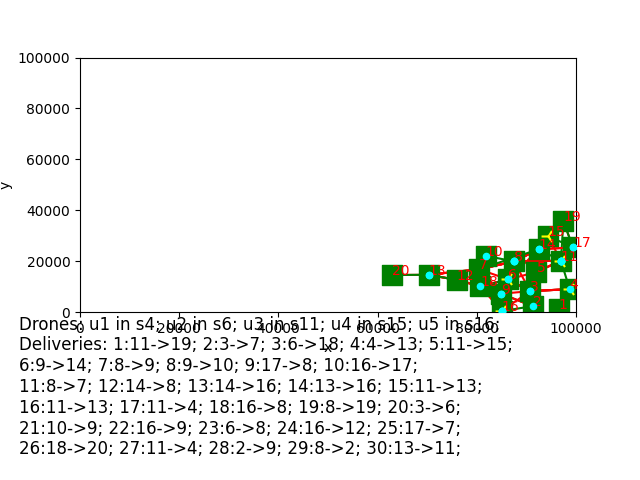 100000
80000
60000
40000
20000
0
y
19
17
20
0 20000 40000 60000 80000 100000
x
Drones: u1 in s4; u2 in s6; u3 in s11; u4 in s15; u5 in s16;
Deliveries: 1:11->19; 2:3->7; 3:6->18; 4:4->13; 5:11->15;
6:9->14; 7:8->9; 8:9->10; 9:17->8; 10:16->17;
11:8->7; 12:14->8; 13:14->16; 14:13->16; 15:11->13;
16:11->13; 17:11->4; 18:16->8; 19:8->19; 20:3->6;
21:10->9; 22:16->9; 23:6->8; 24:16->12; 25:17->7;
26:18->20; 27:11->4; 28:2->9; 29:8->2; 30:13->11;